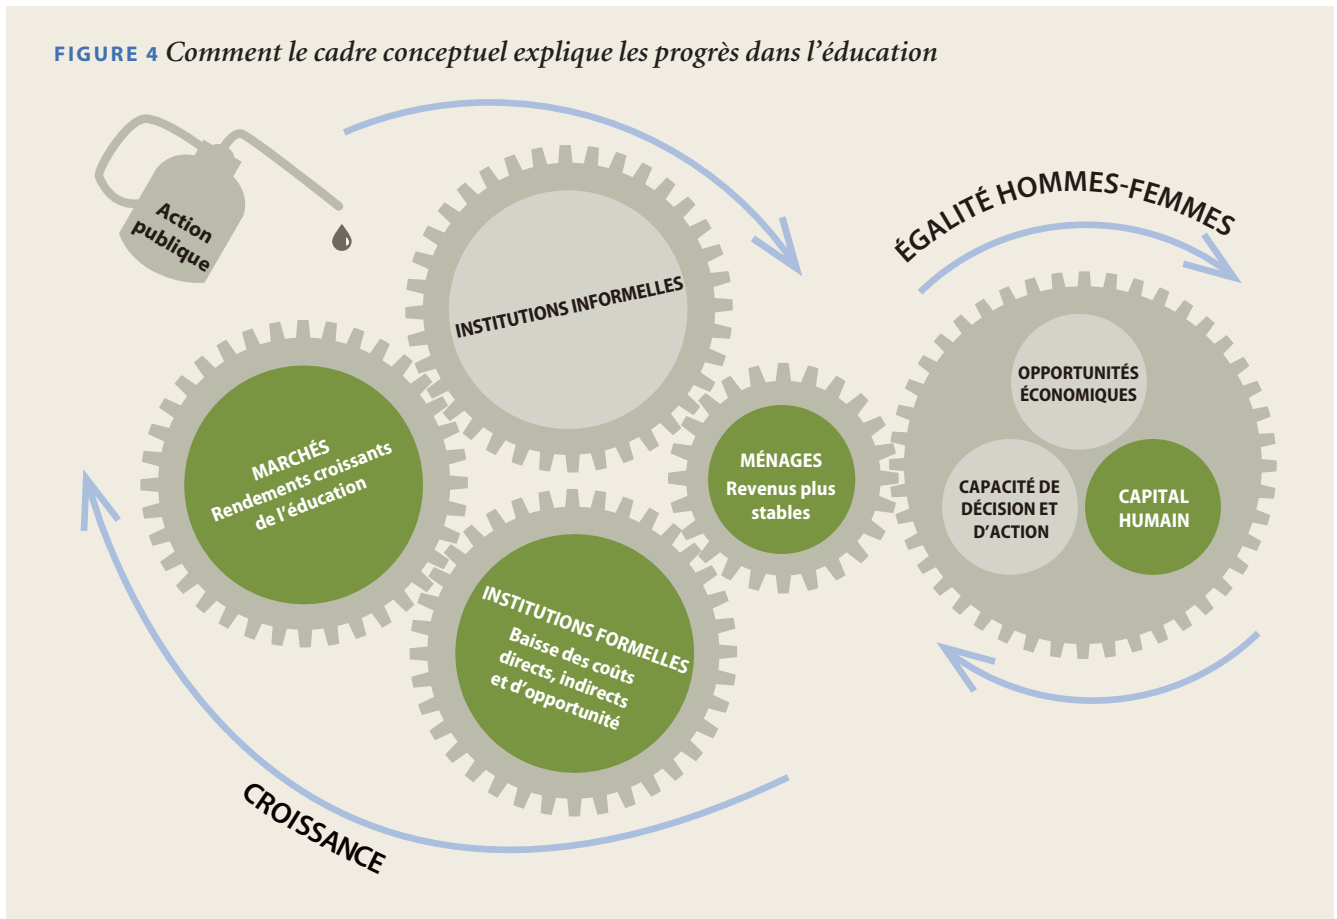 FIGURE 4 Comment le cadre conceptuel explique les progrès dans l’éducation
Action
publique
INSTITUTIONS INFORMELLES
ÉGALITÉ HOMMES-FEMMES
OPPORTUNITÉS
ÉCONOMIQUES
MARCHÉS
Rendements croissants
de l’éducation
MÉNAGES
Revenus plus
stables
CAPACITÉ DE
DÉCISION ET
D’ACTION
CAPITAL
HUMAIN
INSTITUTIONS FORMELLES
Baisse des coûts
directs, indirects
et d’opportunité
CROISSANCE